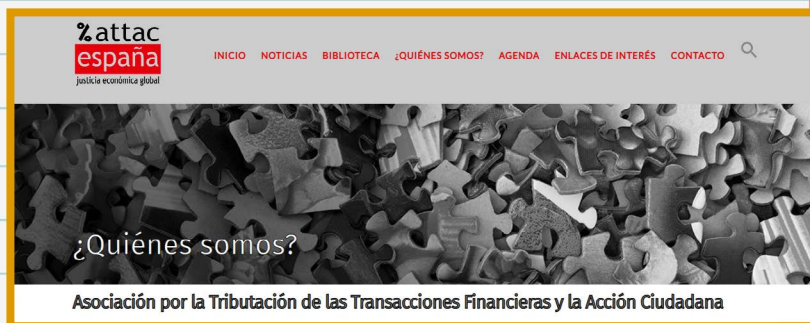 % attac
españa
justicia económica global
INICIO NOTICIAS BIBLIOTECA ¿QUIÉNES SOMOS? AGENDA ENLACES DE INTERÉS CONTACTO
¿Quiénes somos?
Asociación por la Tributación de las Transacciones Financieras y la Acción Ciudadana